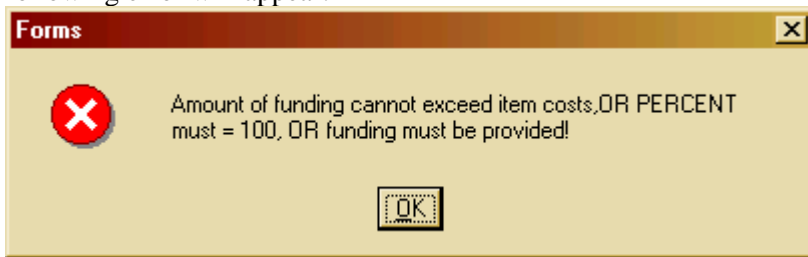 Forms
Amount of funding cannot exceed item costs,OR PERCENT
must = 100, OR funding must be provided!
OK